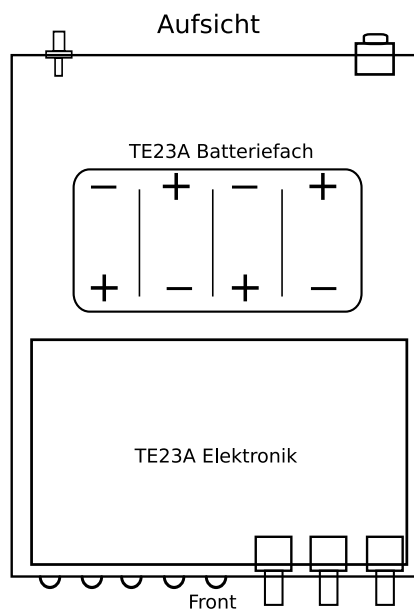 Aufsicht
TE23A Batteriefach
− + − +
+ − + −
TE23A Elektronik
Front